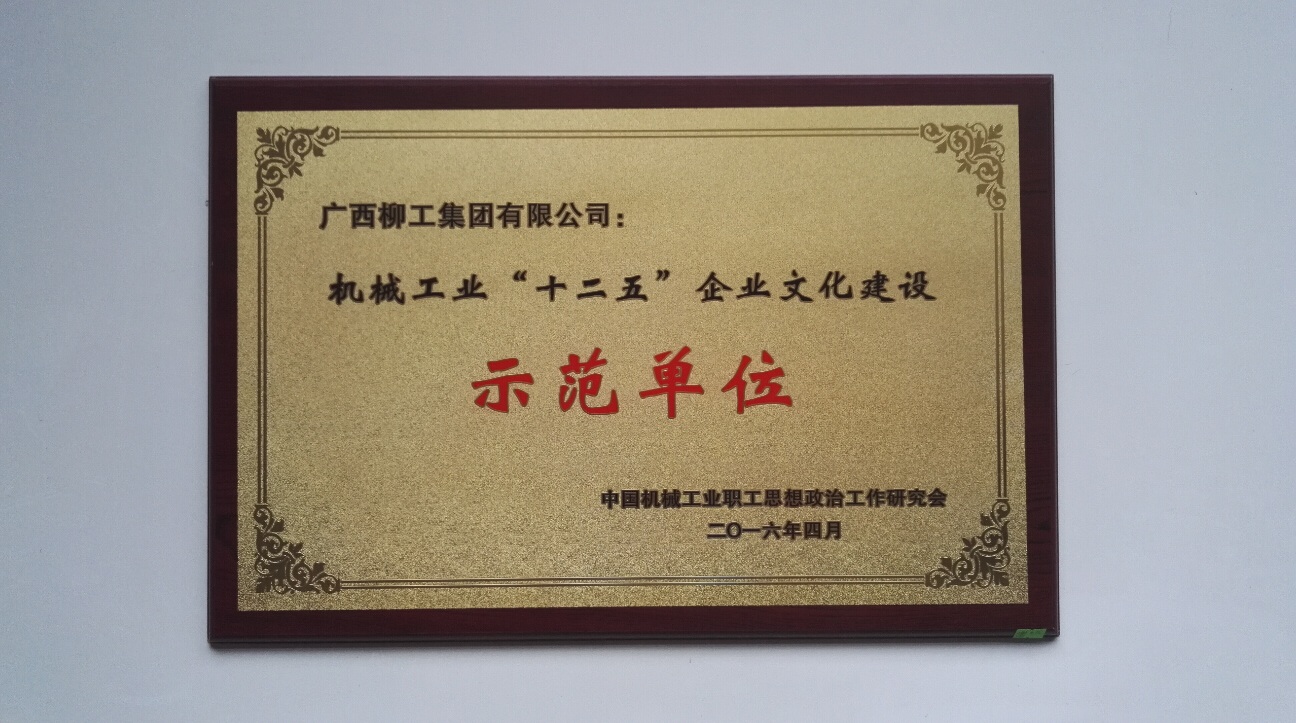 广西柳工集团有限公司：
机械工业“十二五”企业文化建设
示范单位
中国机械工业职工思想政治工作研究会
二〇一六年四月